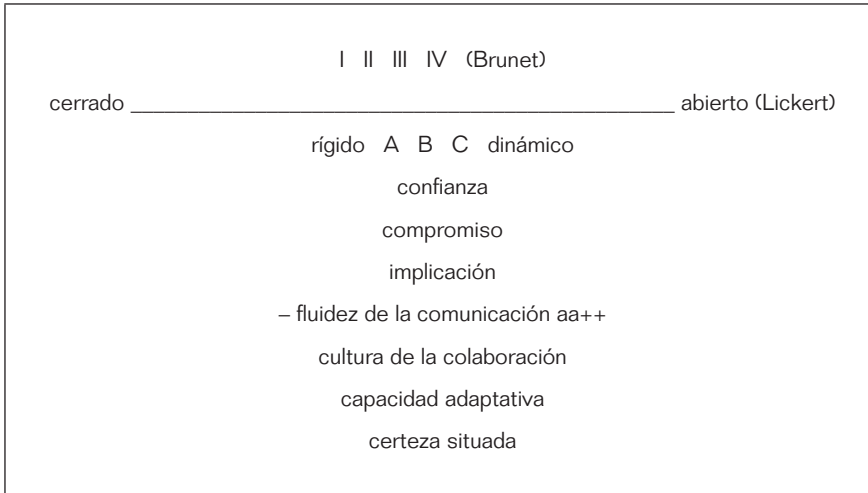 I II III IV (Brunet)
cerrado ________________________________________________ abierto (Lickert)
rígido A B C dinámico
confianza
compromiso
implicación
– fluidez de la comunicación aa++
cultura de la colaboración
capacidad adaptativa
certeza situada